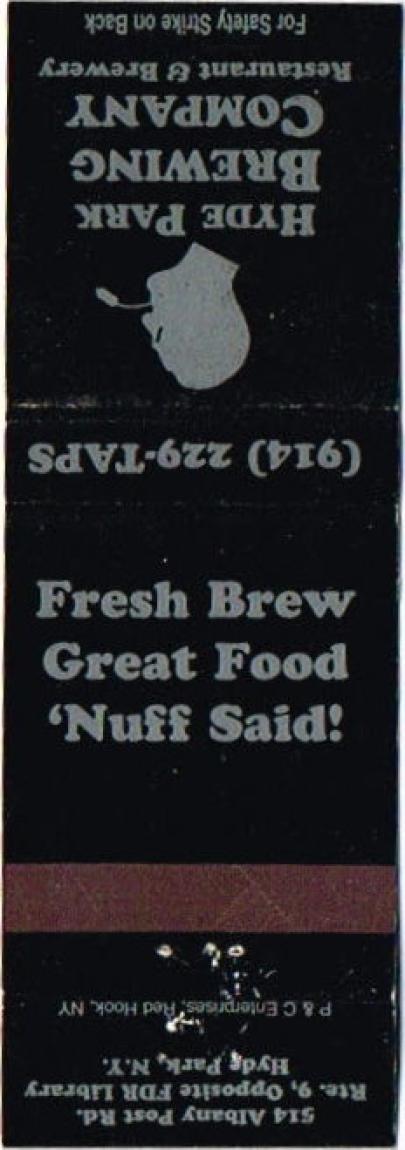 For Safety Strike on Back
Restaurant & Brewery
COMPANY
BREWING
HYDE PARK
(914) 229-TAPS
Fresh Brew
Great Food
‘Nuff Said!
P & C Enterprises, Red Hook, NY
514 Albany Post Rd.
Rte. 9, Opposite FDR Library
Hyde Park, N.Y.